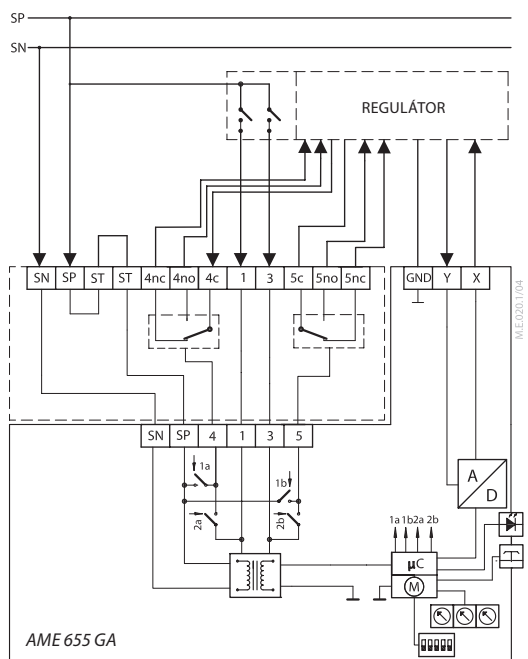 SP
SN
REGULÁTOR
SN SP ST ST 4nc 4no 4c 1 3 5c 5no 5nc GND Y X
M.E.020.1/04
SN SP 4 1 3 5
1a
1b
2a
2b
A
D
1a 1b 2a 2b
µC
M
AME 655 GA